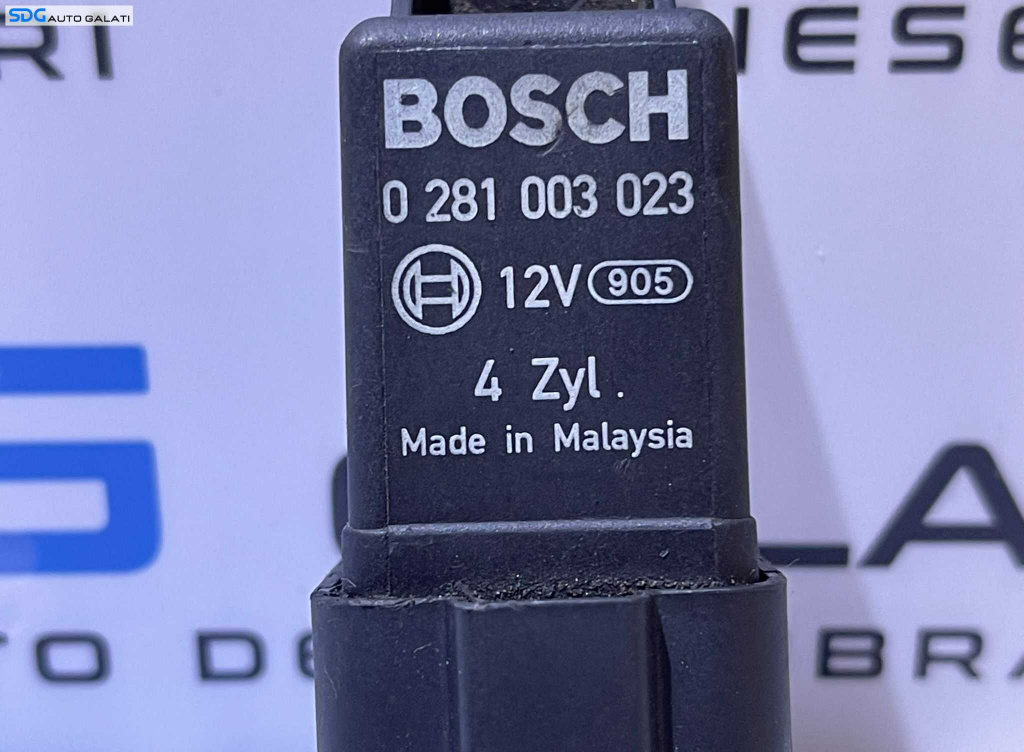 SDG AUTO GALATI
BOSCH
0 281 003 023
12V 905
4 Zyl.
Made in Malaysia